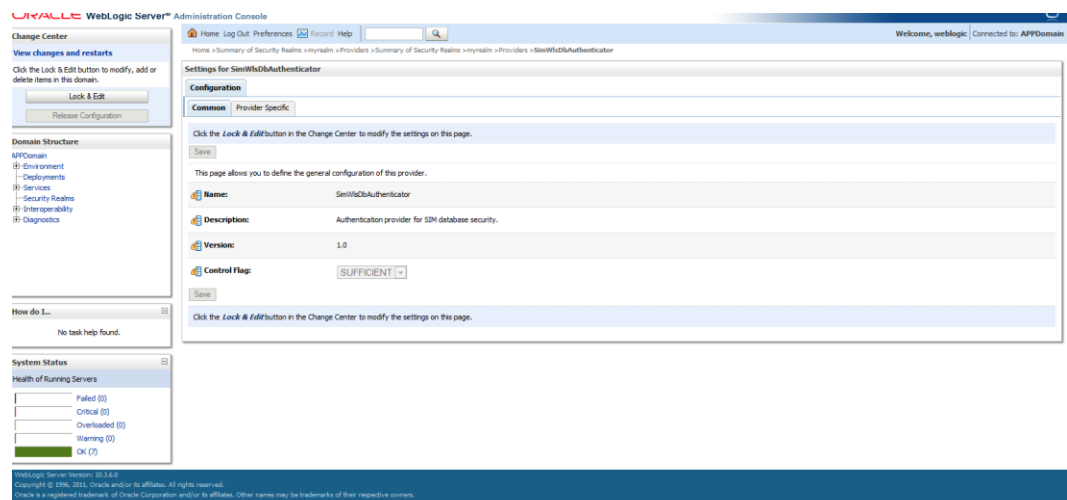 ORACLE WebLogic Server® Administration Console
Change Center
View changes and restarts
Click the Lock & Edit button to modify, add or
delete items in this domain.
Lock & Edit
Release Configuration
Domain Structure
APPDomain
Environment
Deployments
Services
Security Realms
Interoperability
Diagnostics
How do I...
No task help found.
System Status
Health of Running Servers
Failed (0)
Critical (0)
Overloaded (0)
Warning (0)
OK (7)
Home Log Out Preferences Record Help
Welcome, weblogic Connected to: APPDomain
Home >Summary of Security Realms >myrealm >Providers >Summary of Security Realms >myrealm >Providers >SimWlsDbAuthenticator
Settings for SimWlsDbAuthenticator
Configuration
Common Provider Specific
Click the Lock & Edit button in the Change Center to modify the settings on this page.
Save
This page allows you to define the general configuration of this provider.
Name: SimWlsDbAuthenticator
Description: Authentication provider for SIM database security.
Version: 1.0
Control Flag: SUFFICIENT
Save
Click the Lock & Edit button in the Change Center to modify the settings on this page.
WebLogic Server Version: 10.3.6.0
Copyright © 1996, 2011, Oracle and/or its affiliates. All rights reserved.
Oracle is a registered trademark of Oracle Corporation and/or its affiliates. Other names may be trademarks of their respective owners.